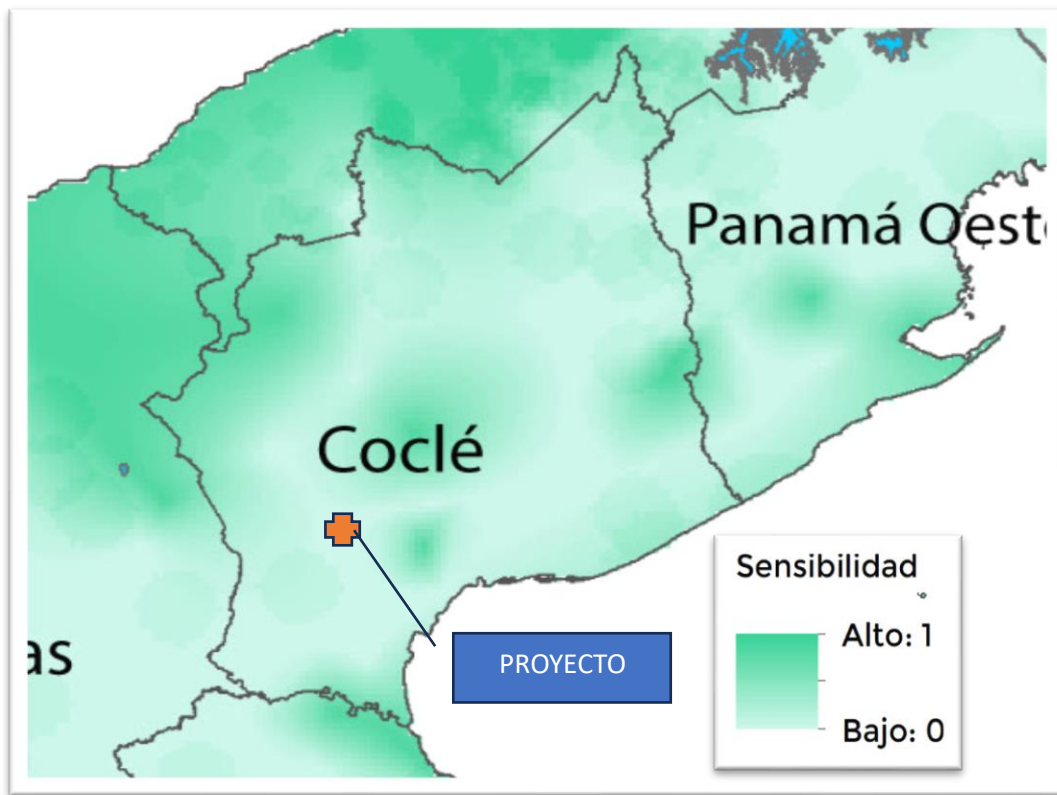 Panamá Oest
Coclé
as
PROYECTO
Sensibilidad
Alto: 1
Bajo: 0